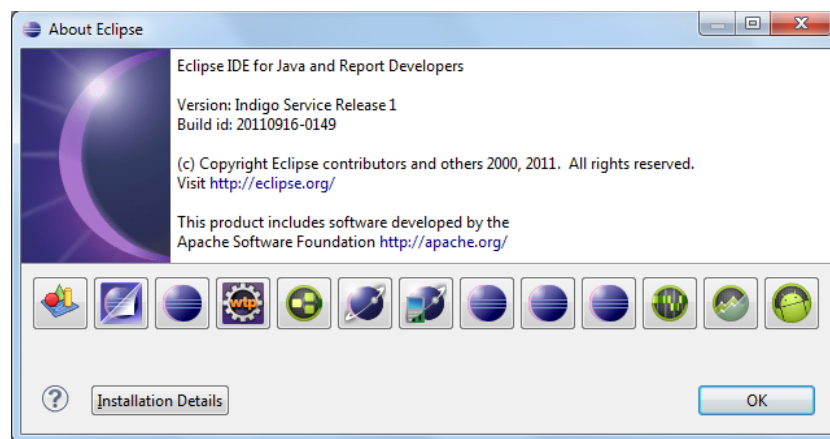 About Eclipse
Eclipse IDE for Java and Report Developers
Version: Indigo Service Release 1
Build id: 20110916-0149
(c) Copyright Eclipse contributors and others 2000, 2011.  All rights reserved.
Visit http://eclipse.org/
This product includes software developed by the
Apache Software Foundation http://apache.org/
wtp
Installation Details
OK